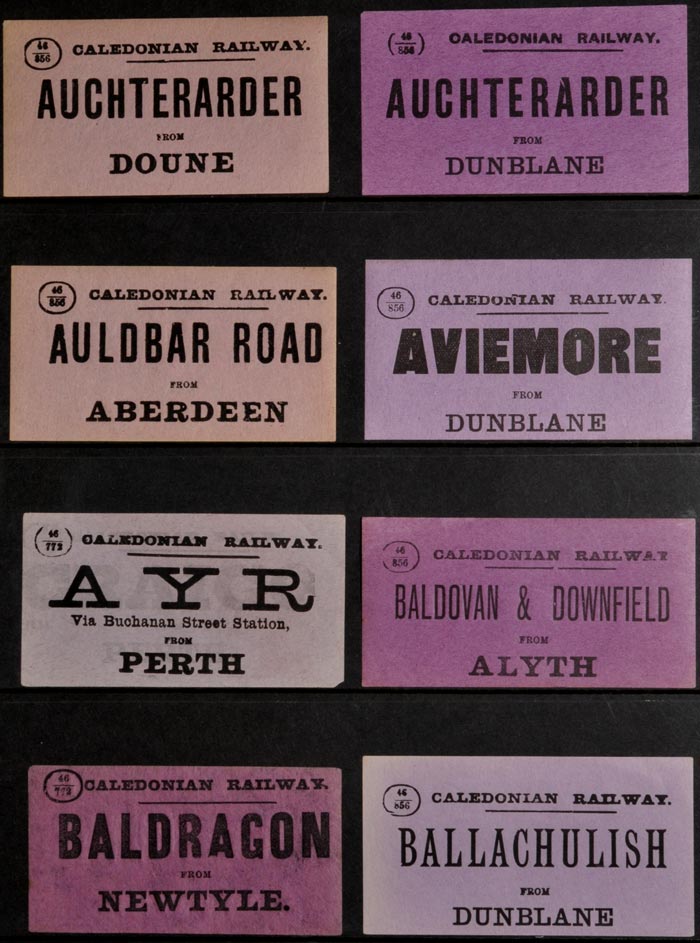 46
856
CALEDONIAN RAILWAY.
AUCHTERARDER
FROM
DOUNE
46
856
CALEDONIAN RAILWAY.
AUCHTERARDER
FROM
DUNBLANE
46
856
CALEDONIAN RAILWAY.
AULDBAR ROAD
FROM
ABERDEEN
46
856
CALEDONIAN RAILWAY.
AVIEMORE
FROM
DUNBLANE
46
772
CALEDONIAN RAILWAY.
AYR
Via Buchanan Street Station,
FROM
PERTH
46
856
CALEDONIAN RAILWAY
BALDOVAN & DOWNFIELD
FROM
ALYTH
46
772
CALEDONIAN RAILWAY.
BALDRAGON
FROM
NEWTYLE.
46
856
CALEDONIAN RAILWAY.
BALLACHULISH
FROM
DUNBLANE